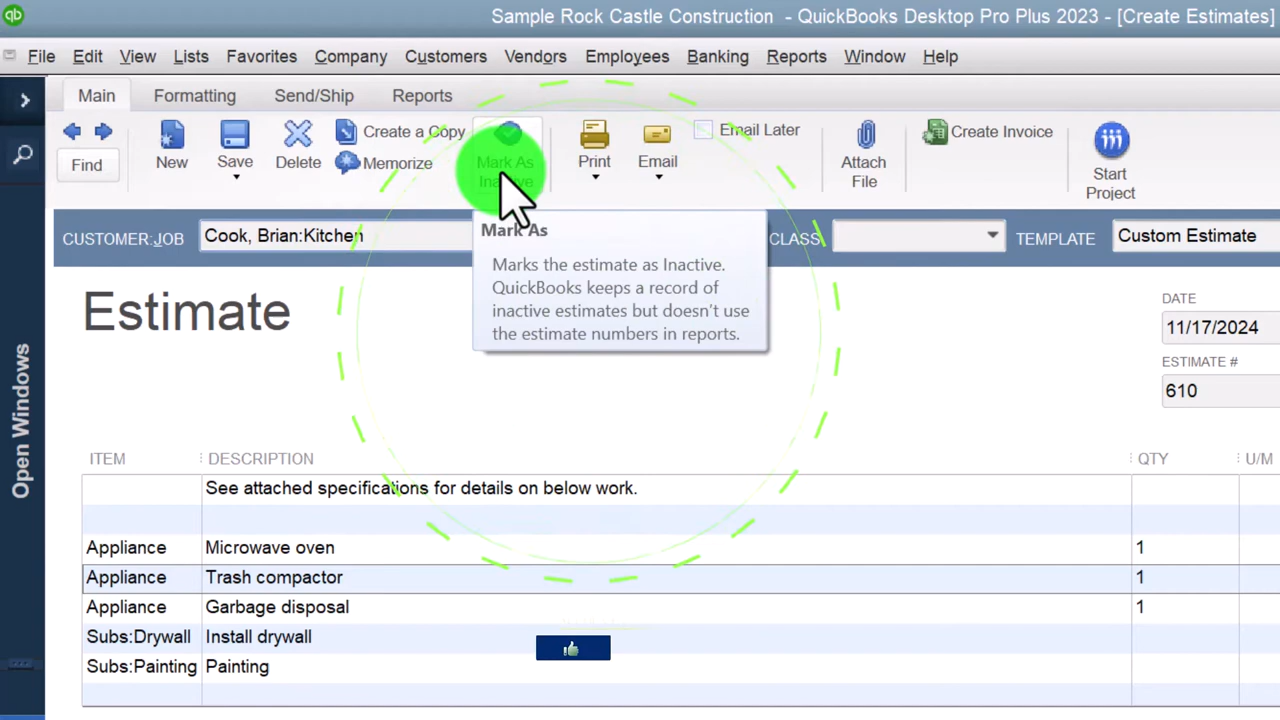 qb
Sample Rock Castle Construction - QuickBooks Desktop Pro Plus 2023 - [Create Estimates]
File Edit View Lists Favorites Company Customers Vendors Employees Banking Reports Window Help
Main Formatting Send/Ship Reports
Find New Save Delete Create a Copy Memorize Mark As Inactive Print Email Email Later Attach File Create Invoice Start Project
CUSTOMER:JOB Cook, Brian:Kitchen CLASS TEMPLATE Custom Estimate
Mark As
Marks the estimate as Inactive.
QuickBooks keeps a record of
inactive estimates but doesn't use
the estimate numbers in reports.
Estimate
DATE
11/17/2024
ESTIMATE #
610
Open Windows
ITEM DESCRIPTION QTY U/M
See attached specifications for details on below work.
Appliance Microwave oven 1
Appliance Trash compactor 1
Appliance Garbage disposal 1
Subs:Drywall Install drywall
Subs:Painting Painting